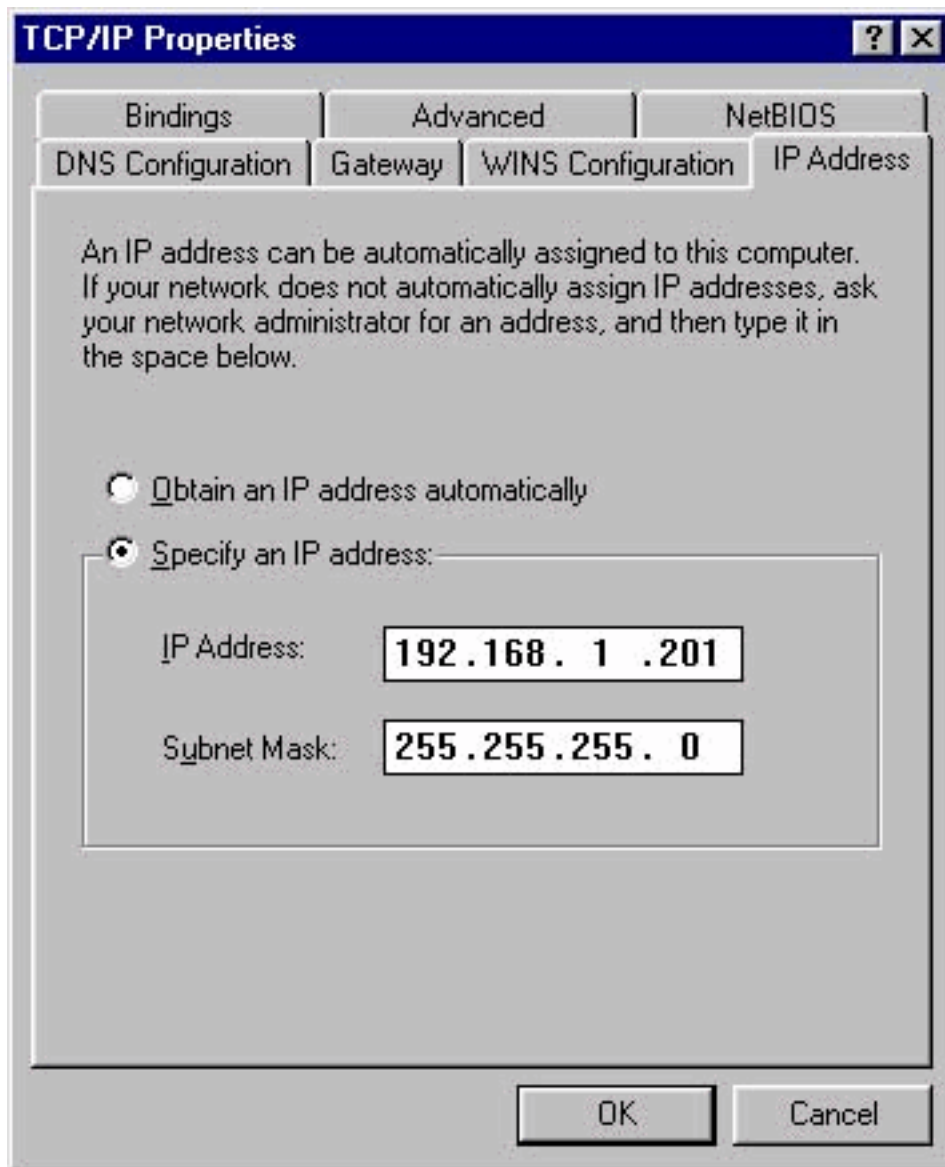 TCP/IP Properties
Bindings Advanced NetBIOS
DNS Configuration Gateway WINS Configuration IP Address
An IP address can be automatically assigned to this computer.
If your network does not automatically assign IP addresses, ask
your network administrator for an address, and then type it in
the space below.
Obtain an IP address automatically
Specify an IP address:
IP Address: 192.168. 1 .201
Subnet Mask: 255.255.255. 0
OK Cancel